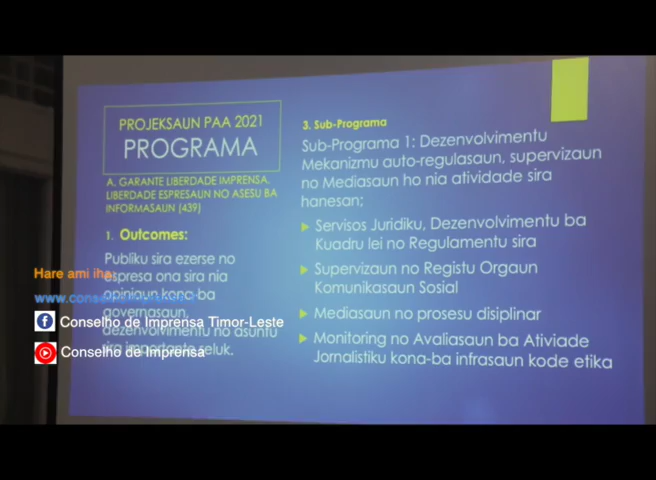 PROJEKSAUN PAA 2021
PROGRAMA
A. GARANTE LIBERDADE IMPRENSA,
LIBERDADE ESPRESAUN NO ASESU BA
INFORMASAUN (439)
1. Outcomes:
Publiku sira ezerse no
espresa ona sira nia
opiniaun kona-ba
governasaun,
dezenvolvimentu no asuntu
sira importante seluk.
3. Sub-Programa
Sub-Programa 1: Dezenvolvimentu
Mekanizmu auto-regulasaun, supervizaun
no Mediasaun ho nia atividade sira
hanesan;
Servisos Juridiku, Dezenvolvimentu ba
Kuadru lei no Regulamentu sira
Supervizaun no Registu Orgaun
Komunikasaun Sosial
Mediasaun no prosesu disiplinar
Monitoring no Avaliasaun ba Ativiade
Jornalistiku kona-ba infrasaun kode etika
Hare ami iha:
Conselho de Imprensa Timor-Leste
Conselho de Imprensa